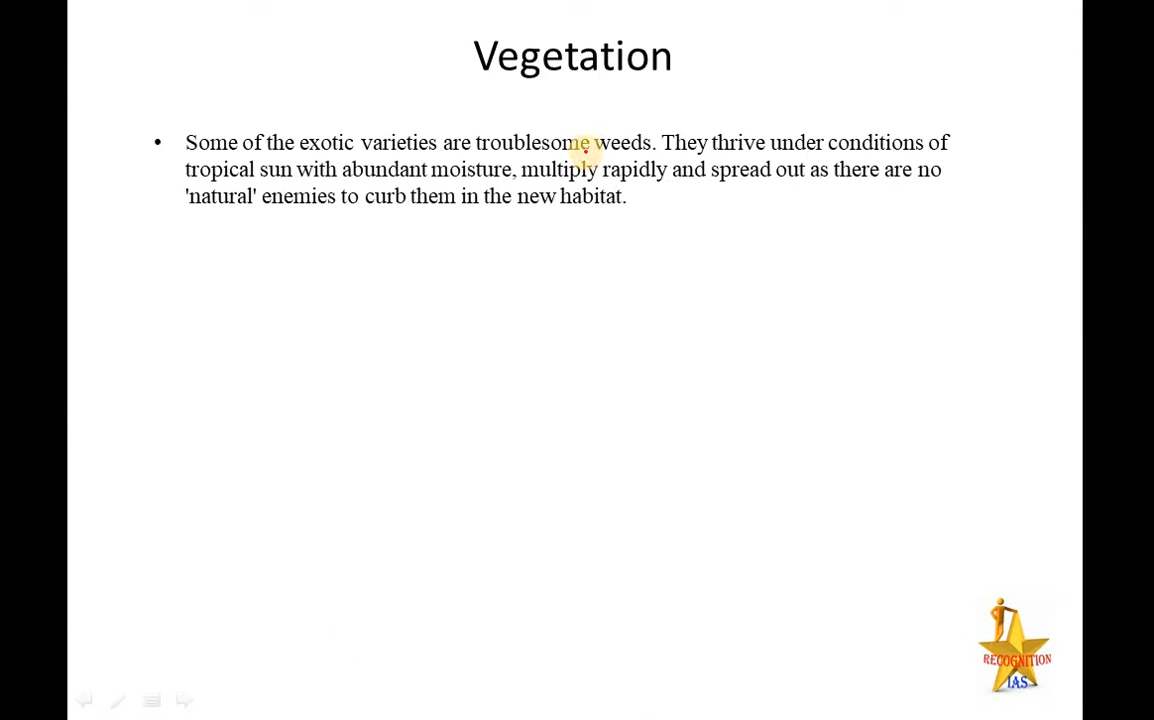 Vegetation
• Some of the exotic varieties are troublesome weeds. They thrive under conditions of
tropical sun with abundant moisture, multiply rapidly and spread out as there are no
'natural' enemies to curb them in the new habitat.
RECOGNITION
IAS